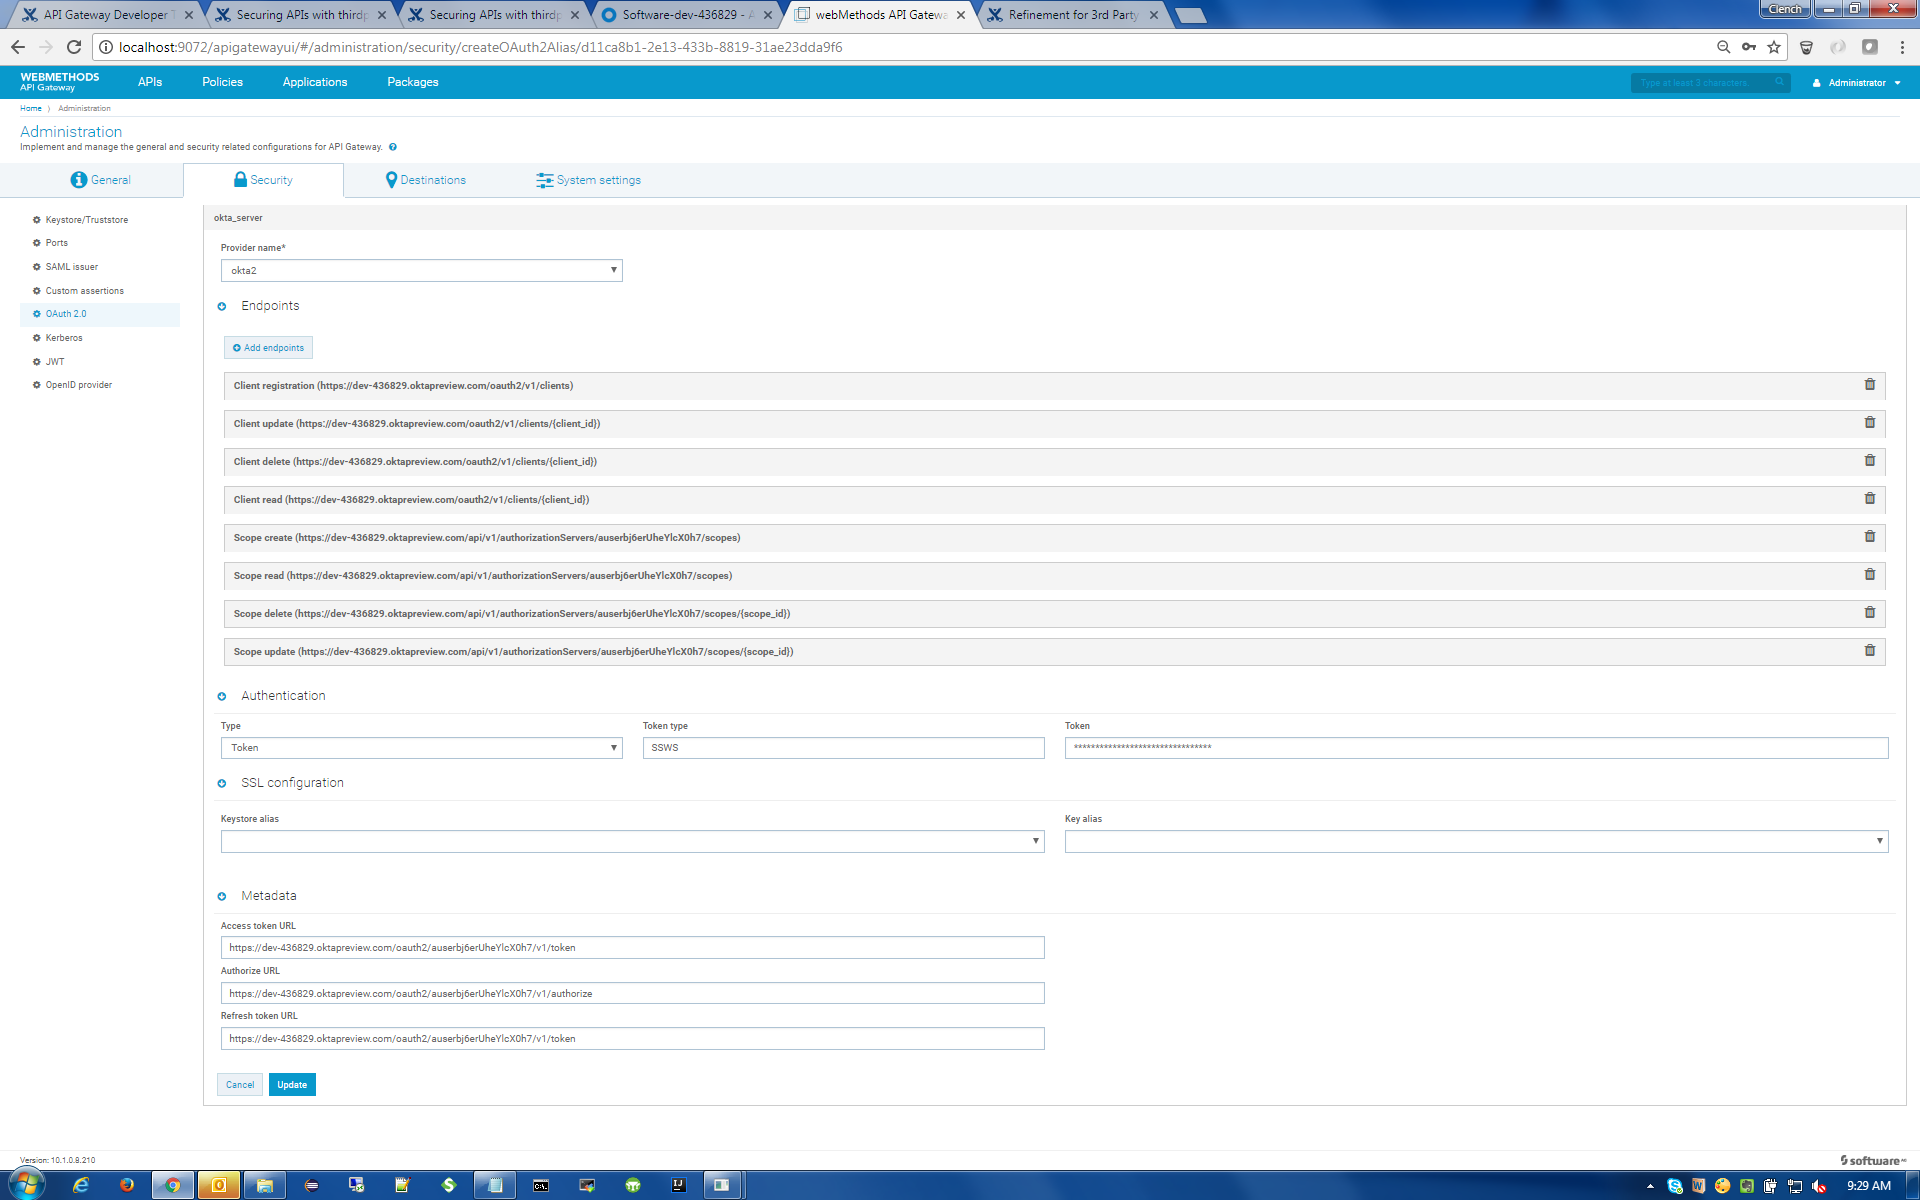 API Gateway Developer T
Securing APIs with thirdp
Securing APIs with thirdp
Software-dev-436829 - A
webMethods API Gatewa
Refinement for 3rd Party
Clench
localhost:9072/apigatewayui/#/administration/security/createOAuth2Alias/d11ca8b1-2e13-433b-8819-31ae23dda9f6
WEBMETHODS
API Gateway
APIs
Policies
Applications
Packages
Type at least 3 characters
Administrator
Home
Administration
Administration
Implement and manage the general and security related configurations for API Gateway.
General
Security
Destinations
System settings
Keystore/Truststore
Ports
SAML issuer
Custom assertions
OAuth 2.0
Kerberos
JWT
OpenID provider
okta_server
Provider name*
okta2
Endpoints
Add endpoints
Client registration (https://dev-436829.oktapreview.com/oauth2/v1/clients)
Client update (https://dev-436829.oktapreview.com/oauth2/v1/clients/{client_id})
Client delete (https://dev-436829.oktapreview.com/oauth2/v1/clients/{client_id})
Client read (https://dev-436829.oktapreview.com/oauth2/v1/clients/{client_id})
Scope create (https://dev-436829.oktapreview.com/api/v1/authorizationServers/auserbj6erUheYlcX0h7/scopes)
Scope read (https://dev-436829.oktapreview.com/api/v1/authorizationServers/auserbj6erUheYlcX0h7/scopes)
Scope delete (https://dev-436829.oktapreview.com/api/v1/authorizationServers/auserbj6erUheYlcX0h7/scopes/{scope_id})
Scope update (https://dev-436829.oktapreview.com/api/v1/authorizationServers/auserbj6erUheYlcX0h7/scopes/{scope_id})
Authentication
Type
Token type
Token
Token
SSWS
********************************
SSL configuration
Keystore alias
Key alias
Metadata
Access token URL
https://dev-436829.oktapreview.com/oauth2/auserbj6erUheYlcX0h7/v1/token
Authorize URL
https://dev-436829.oktapreview.com/oauth2/auserbj6erUheYlcX0h7/v1/authorize
Refresh token URL
https://dev-436829.oktapreview.com/oauth2/auserbj6erUheYlcX0h7/v1/token
Cancel
Update
Version: 10.1.0.8.210
software AG
9:29 AM